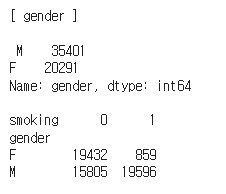 [ gender ]
M    35401
F    20291
Name: gender, dtype: int64
smoking      0      1
gender
F        19432    859
M        15805  19596